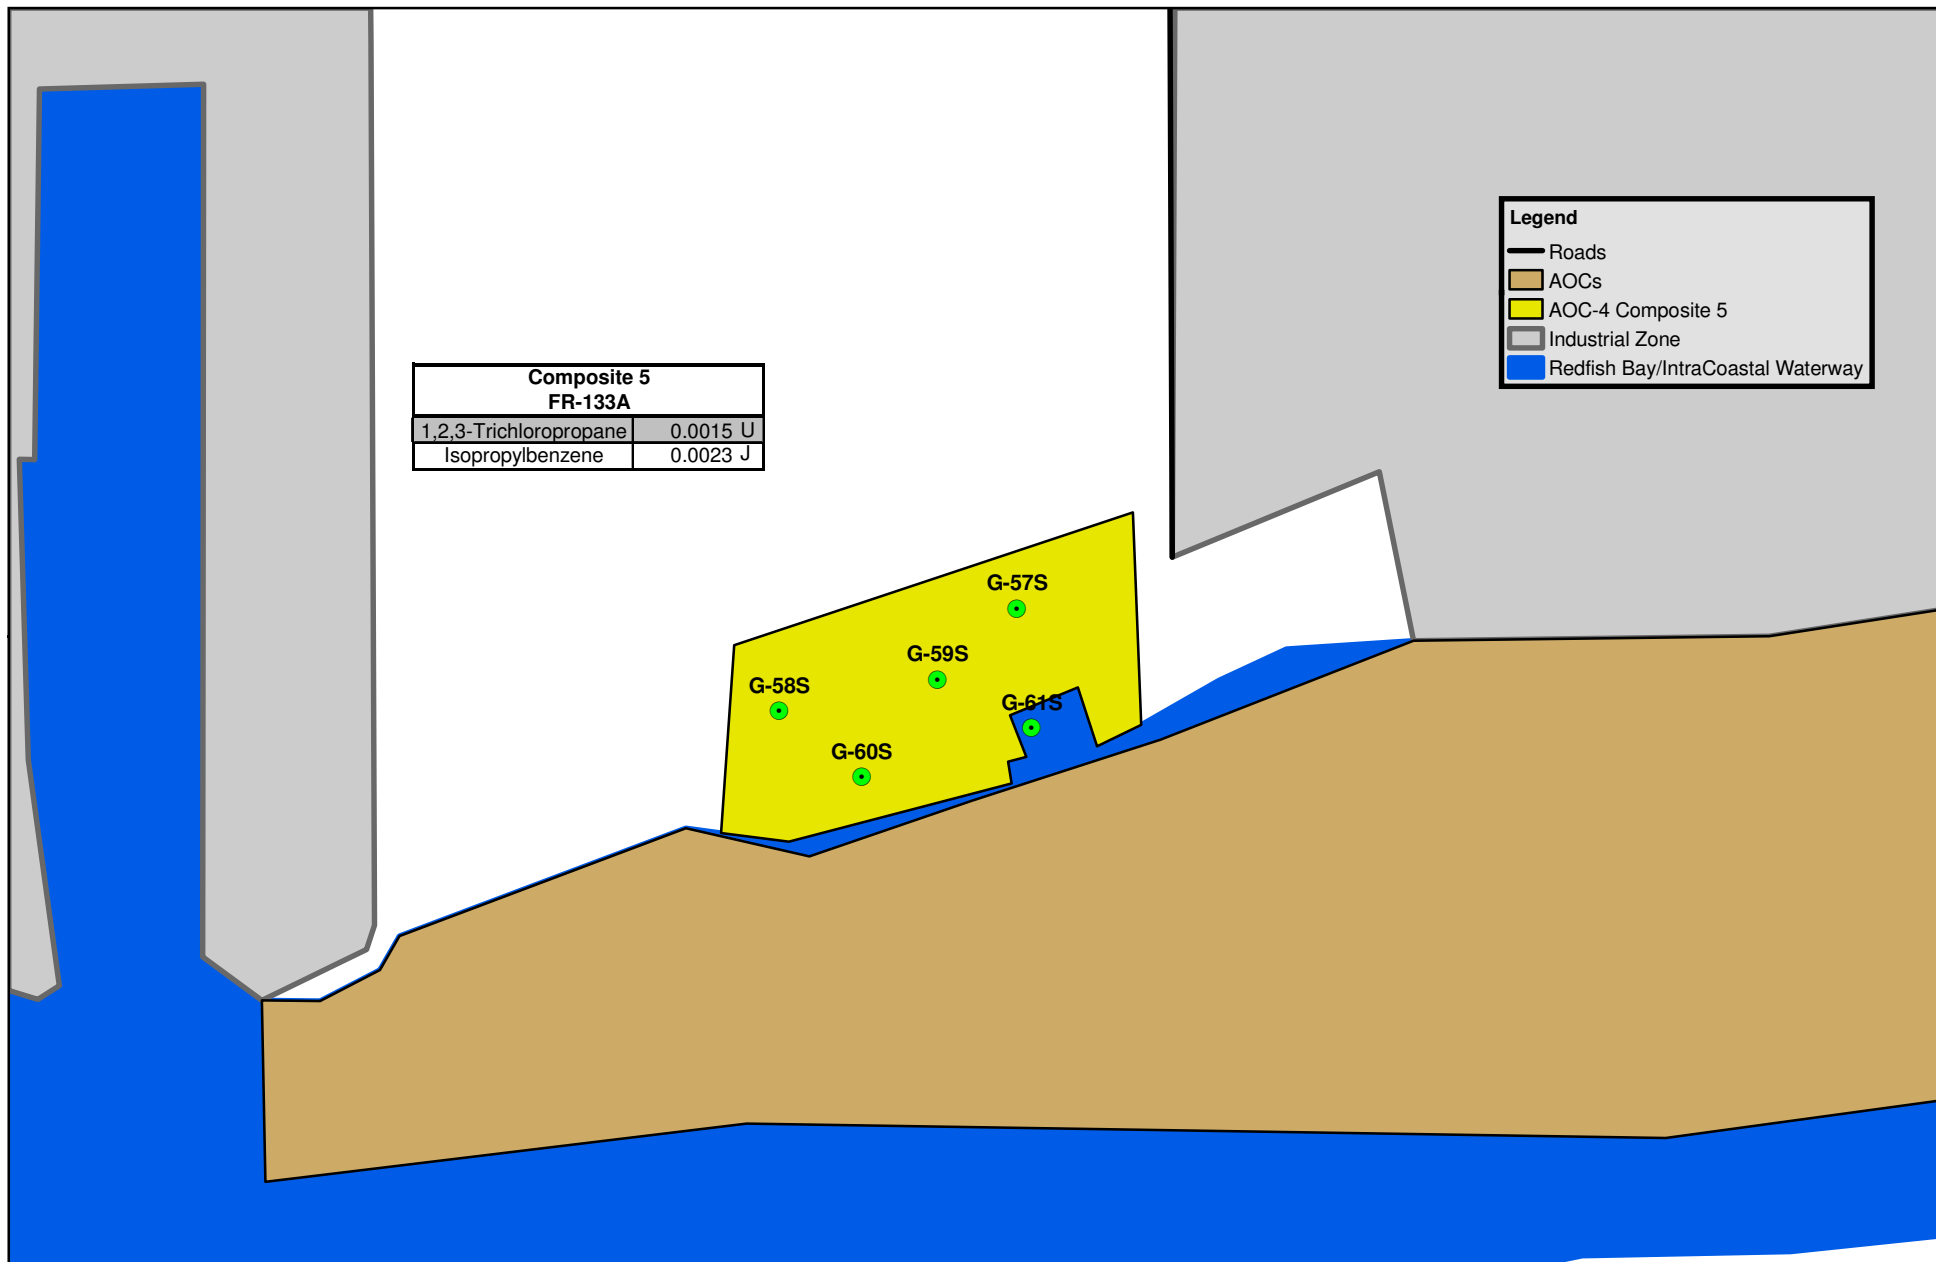 Legend
Roads
AOCs
AOC-4 Composite 5
Industrial Zone
Redfish Bay/IntraCoastal Waterway
Composite 5
FR-133A
1,2,3-Trichloropropane 0.0015 U
Isopropylbenzene 0.0023 J
G-57S
G-59S
G-58S
G-61S
G-60S